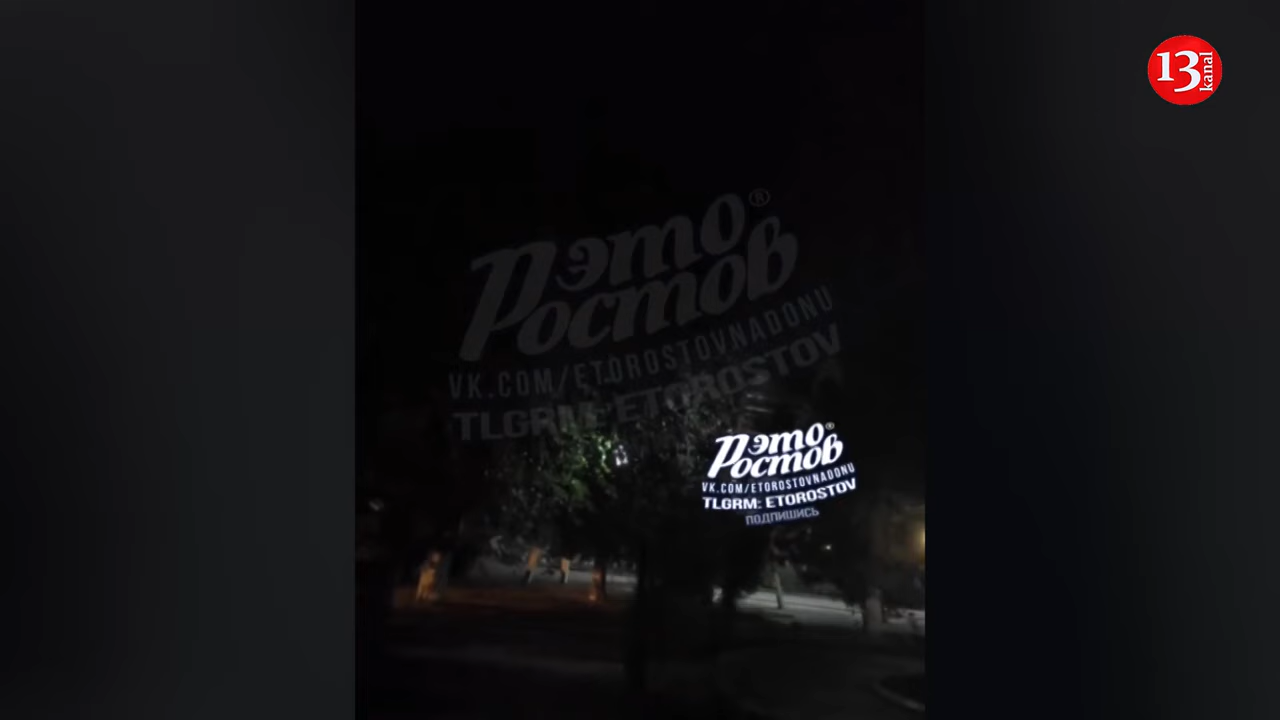 13 kanal
Рэто®
Ростов
VK.COM/ETOROSTOVNADONU
TLGRM: ETOROSTOV
Рэто®
Ростов
VK.COM/ETOROSTOVNADONU
TLGRM: ETOROSTOV
ПОДПИШИСЬ